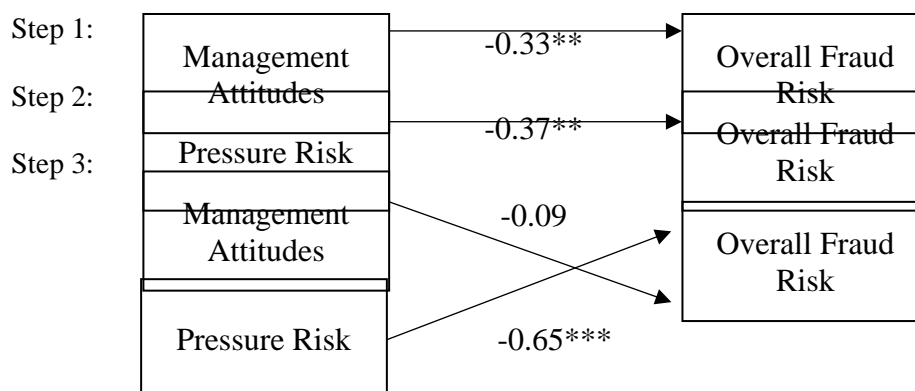 Step 1:
Management
Attitudes
-0.33**
Overall Fraud
Risk
Step 2:
Pressure Risk
-0.37**
Overall Fraud
Risk
Step 3:
Management
Attitudes
-0.09
Overall Fraud
Risk
Pressure Risk
-0.65***